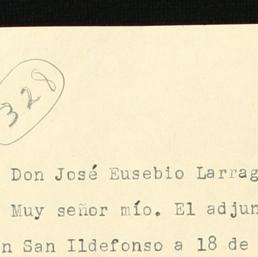 328
Don José Eusebio Larrag
Muy señor mío. El adjun
n San Ildefonso a 18 de